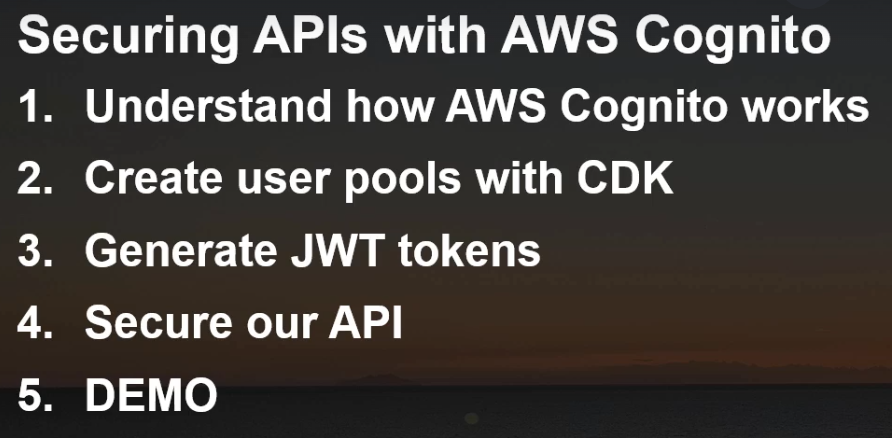 Securing APIs with AWS Cognito
1. Understand how AWS Cognito works
2. Create user pools with CDK
3. Generate JWT tokens
4. Secure our API
5. DEMO